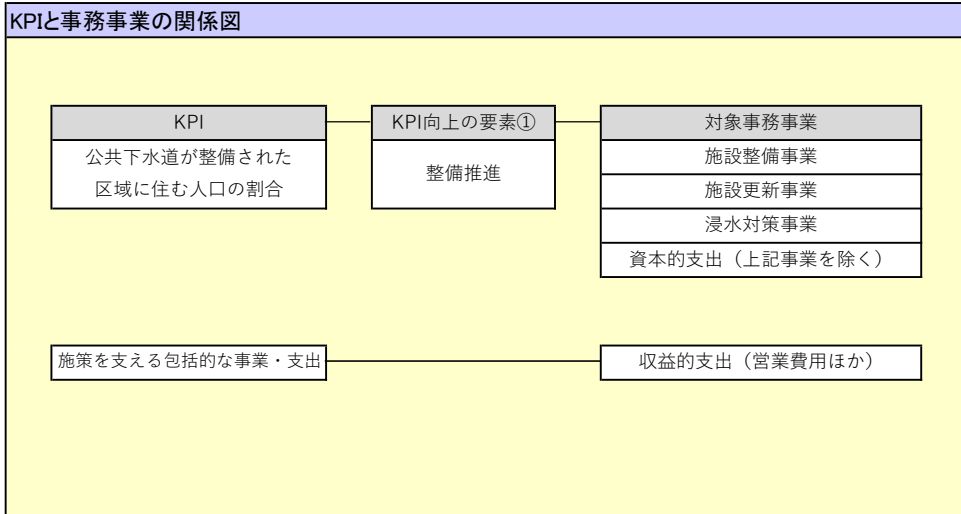 KPIと事務事業の関係図
KPI
KPI向上の要素①
対象事務事業
公共下水道が整備された
区域に住む人口の割合
整備推進
施設整備事業
施設更新事業
浸水対策事業
資本的支出（上記事業を除く）
施策を支える包括的な事業・支出
収益的支出（営業費用ほか）